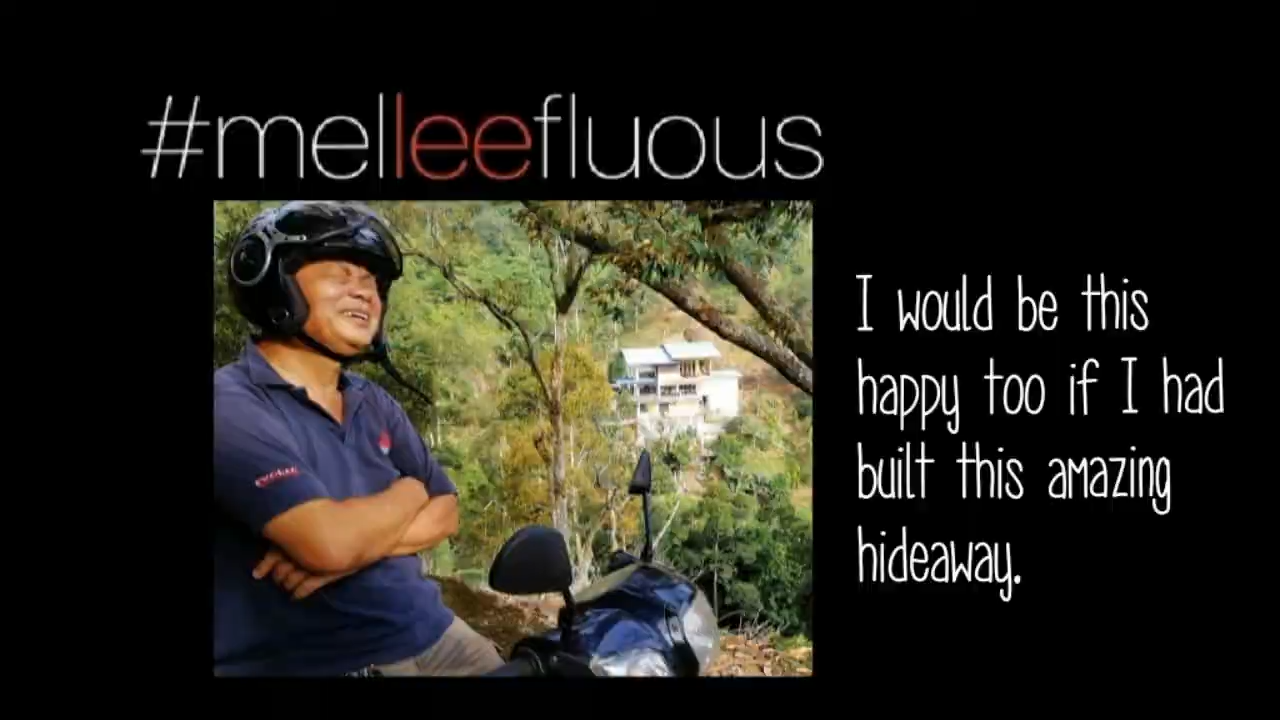 #melleefluous
I would be this
happy too if I had
built this amazing
hideaway.